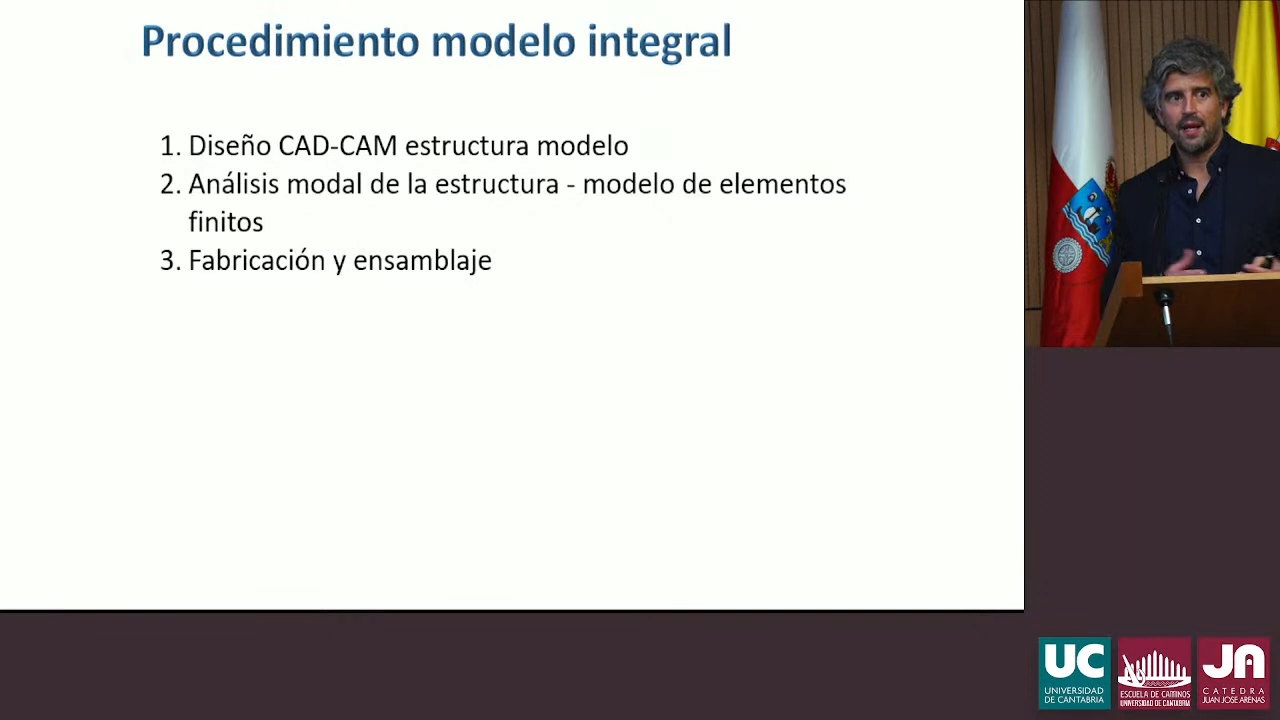 Procedimiento modelo integral
1. Diseño CAD-CAM estructura modelo
2. Análisis modal de la estructura - modelo de elementos
finitos
3. Fabricación y ensamblaje
UC
UNIVERSIDAD
DE CANTABRIA
ESCUELA DE CAMINOS
UNIVERSIDAD DE CANTABRIA
JA
CATEDRA
JUAN JOSÉ ARENAS